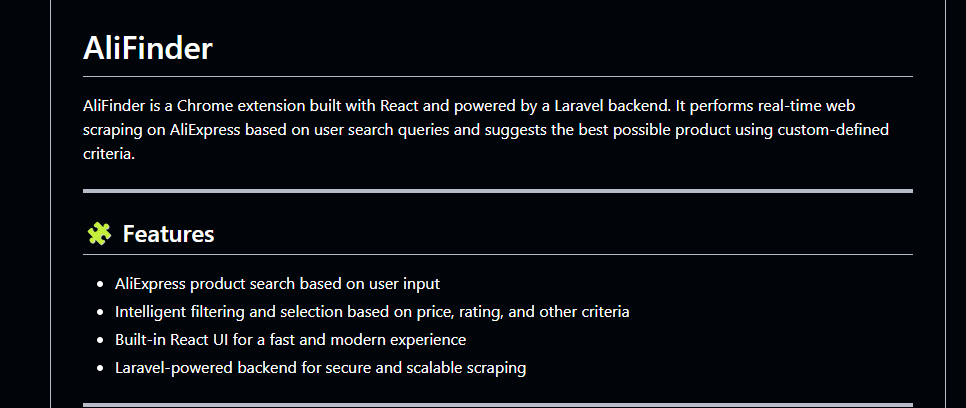 AliFinder
AliFinder is a Chrome extension built with React and powered by a Laravel backend. It performs real-time web
scraping on AliExpress based on user search queries and suggests the best possible product using custom-defined
criteria.
Features
AliExpress product search based on user input
Intelligent filtering and selection based on price, rating, and other criteria
Built-in React UI for a fast and modern experience
Laravel-powered backend for secure and scalable scraping